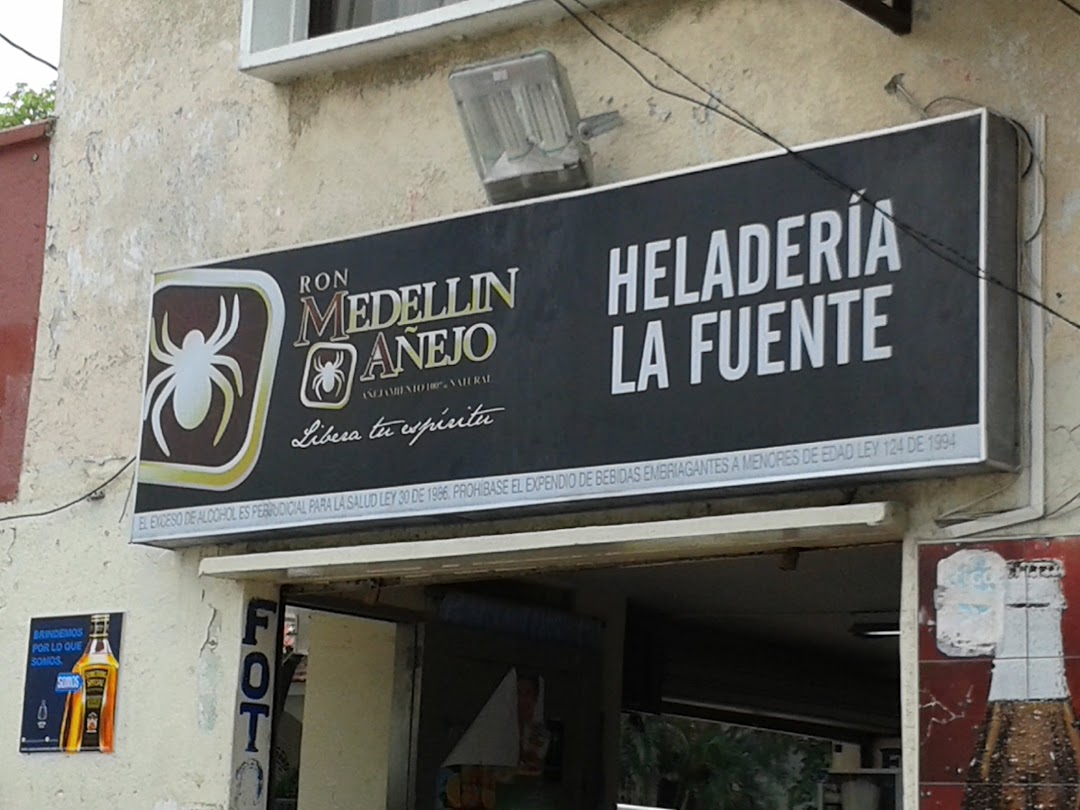 RON
MEDELLIN
AÑEJO
AÑEJAMIENTO 100% NATURAL
Libera tu espíritu
HELADERÍA
LA FUENTE
EL EXCESO DE ALCOHOL ES PERJUDICIAL PARA LA SALUD LEY 30 DE 1986. PROHÍBASE EL EXPENDIO DE BEBIDAS EMBRIAGANTES A MENORES DE EDAD LEY 124 DE 1994
BRINDEMOS
POR LO QUE
SOMOS.
SOMOS
FOTO